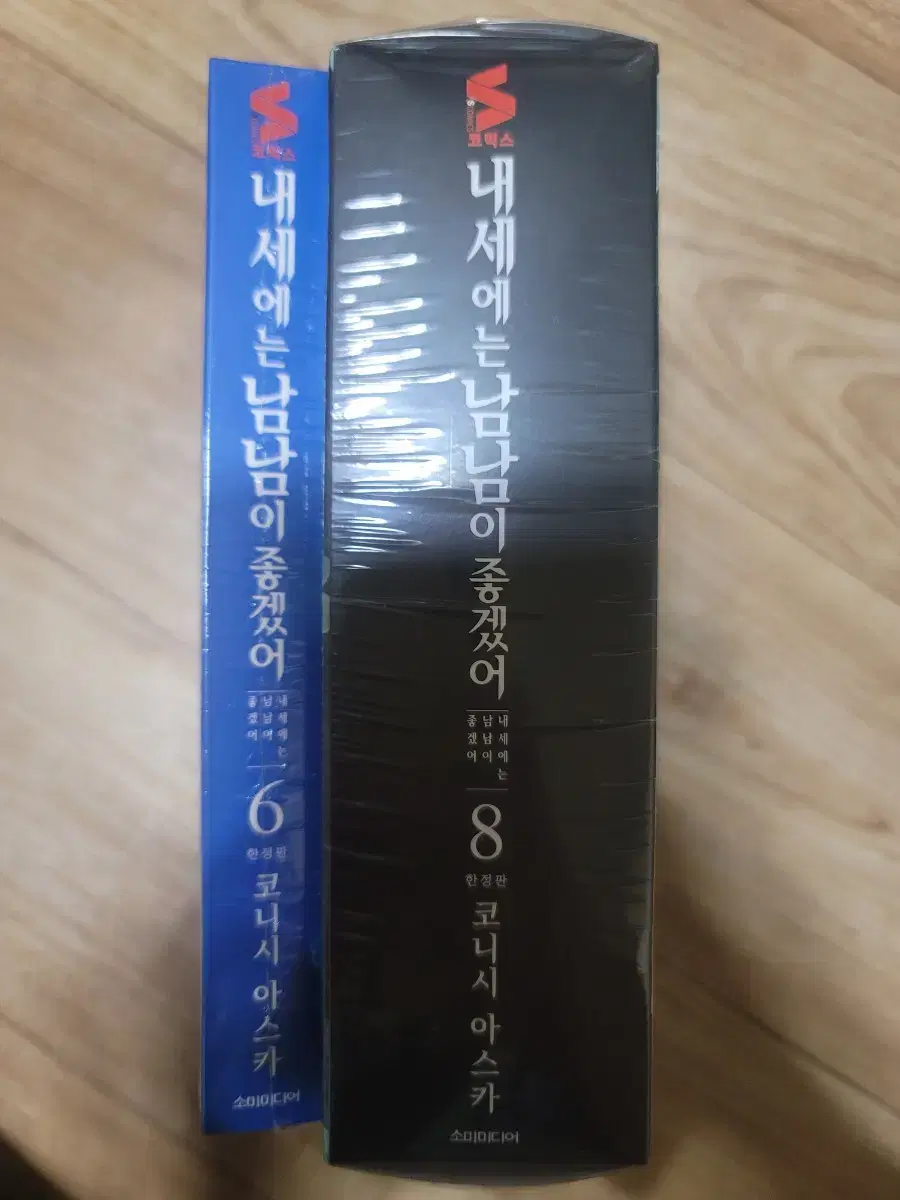 코믹스
내세에는 남남이 좋겠어
내세에는
남남이
좋겠어
6
한정판
코니시 아스카
소미미디어
S
코믹스
내세에는 남남이 좋겠어
내세에는
남남이
좋겠어
8
한정판
코니시 아스카
소미미디어